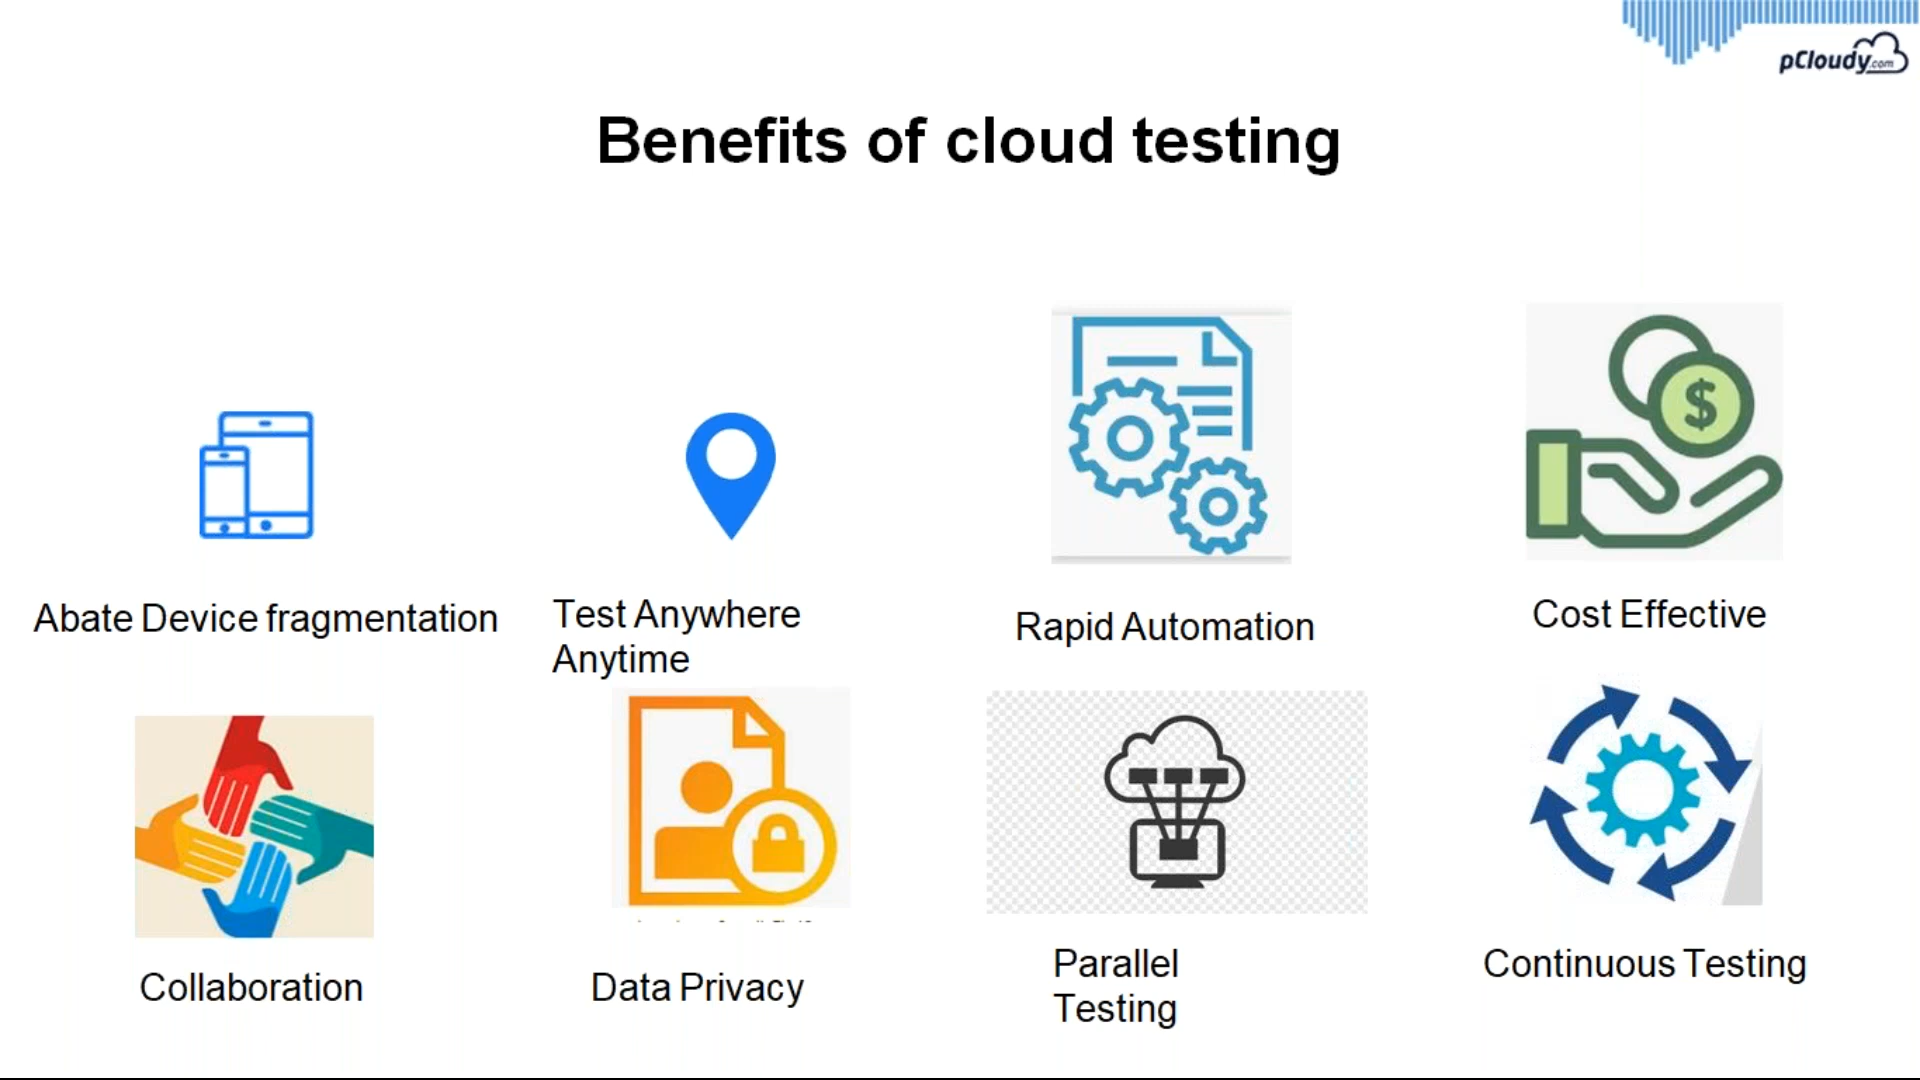 pCloudy.com
Benefits of cloud testing
$
Abate Device fragmentation
Test Anywhere
Anytime
Rapid Automation
Cost Effective
Collaboration
Data Privacy
Parallel
Testing
Continuous Testing